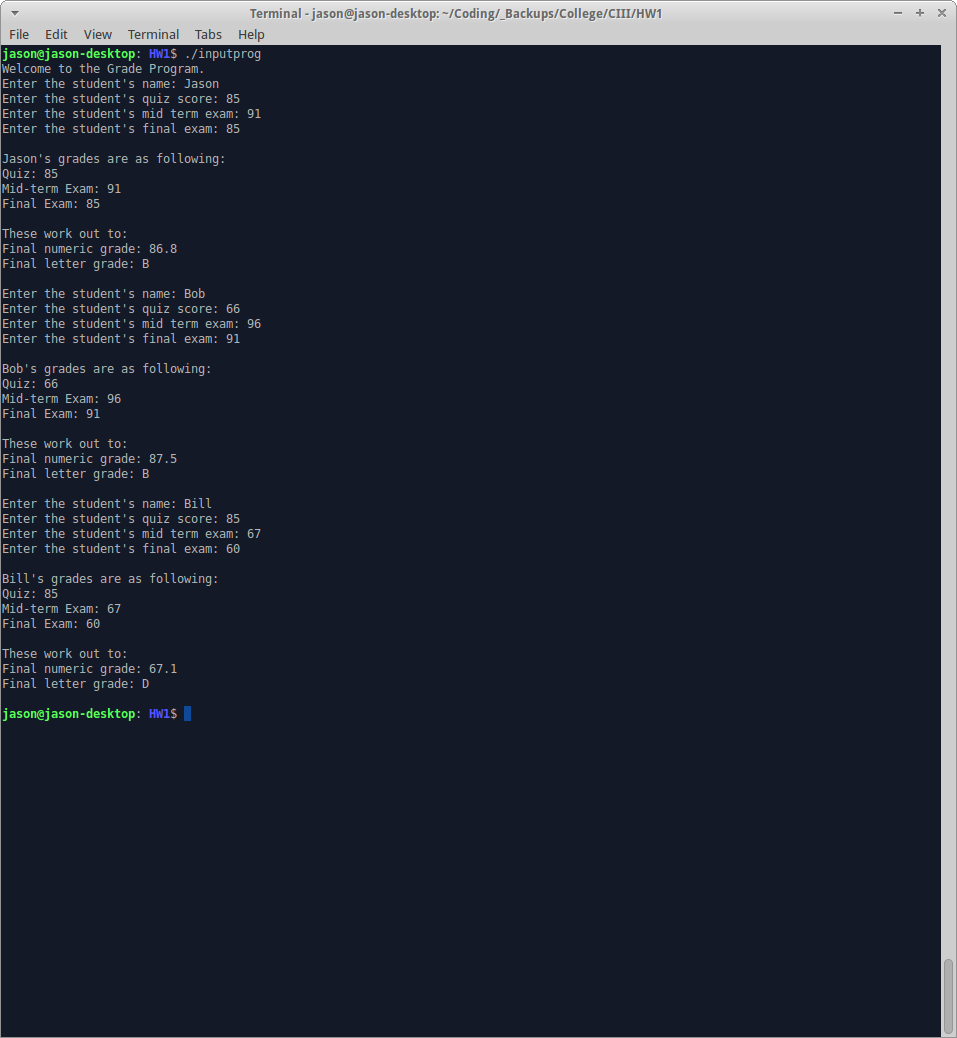 Terminal - jason@jason-desktop: ~/Coding/_Backups/College/CIII/HW1
File Edit View Terminal Tabs Help
jason@jason-desktop: HW1$ ./inputprog
Welcome to the Grade Program.
Enter the student's name: Jason
Enter the student's quiz score: 85
Enter the student's mid term exam: 91
Enter the student's final exam: 85
Jason's grades are as following:
Quiz: 85
Mid-term Exam: 91
Final Exam: 85
These work out to:
Final numeric grade: 86.8
Final letter grade: B
Enter the student's name: Bob
Enter the student's quiz score: 66
Enter the student's mid term exam: 96
Enter the student's final exam: 91
Bob's grades are as following:
Quiz: 66
Mid-term Exam: 96
Final Exam: 91
These work out to:
Final numeric grade: 87.5
Final letter grade: B
Enter the student's name: Bill
Enter the student's quiz score: 85
Enter the student's mid term exam: 67
Enter the student's final exam: 60
Bill's grades are as following:
Quiz: 85
Mid-term Exam: 67
Final Exam: 60
These work out to:
Final numeric grade: 67.1
Final letter grade: D
jason@jason-desktop: HW1$